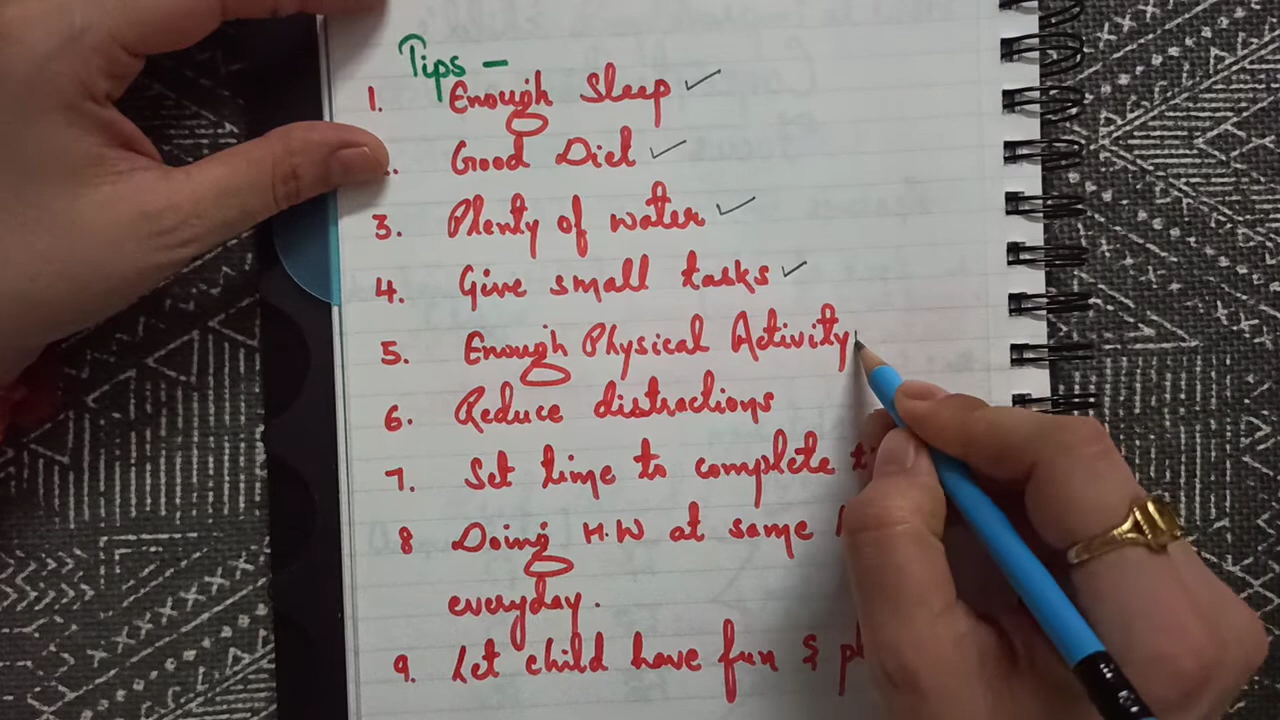 Tips -
1. Enough Sleep ✓
. Good Diet ✓
3. Plenty of water ✓
4. Give small tasks ✓
5. Enough Physical Activity
6. Reduce distractions
7. Set time to complete
8 Doing H.W at same
everyday.
9. Let child have fun &